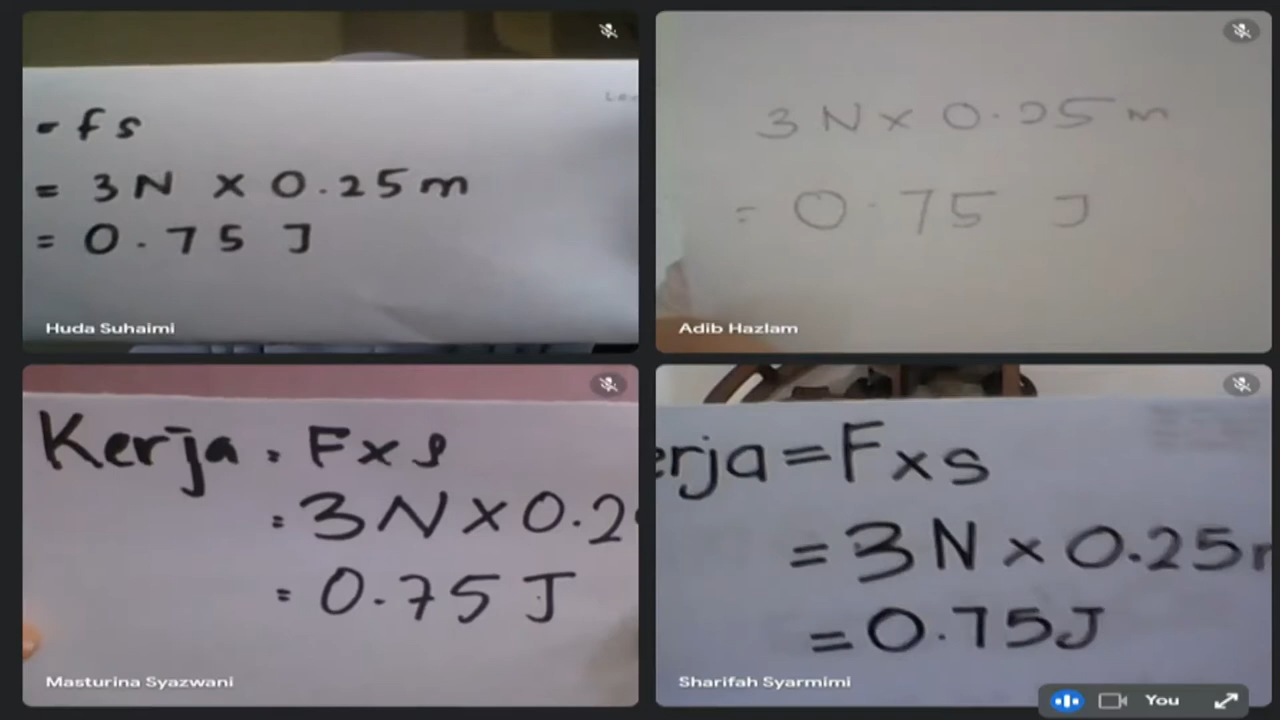 = fs
= 3N x 0.25m
= 0.75 J
Huda Suhaimi
3N x 0.25m
= 0.75 J
Adib Hazlam
Kerja = F x s
= 3N x 0.2
= 0.75 J
Masturina Syazwani
erja = F x s
= 3N x 0.25
= 0.75J
Sharifah Syarmimi
You